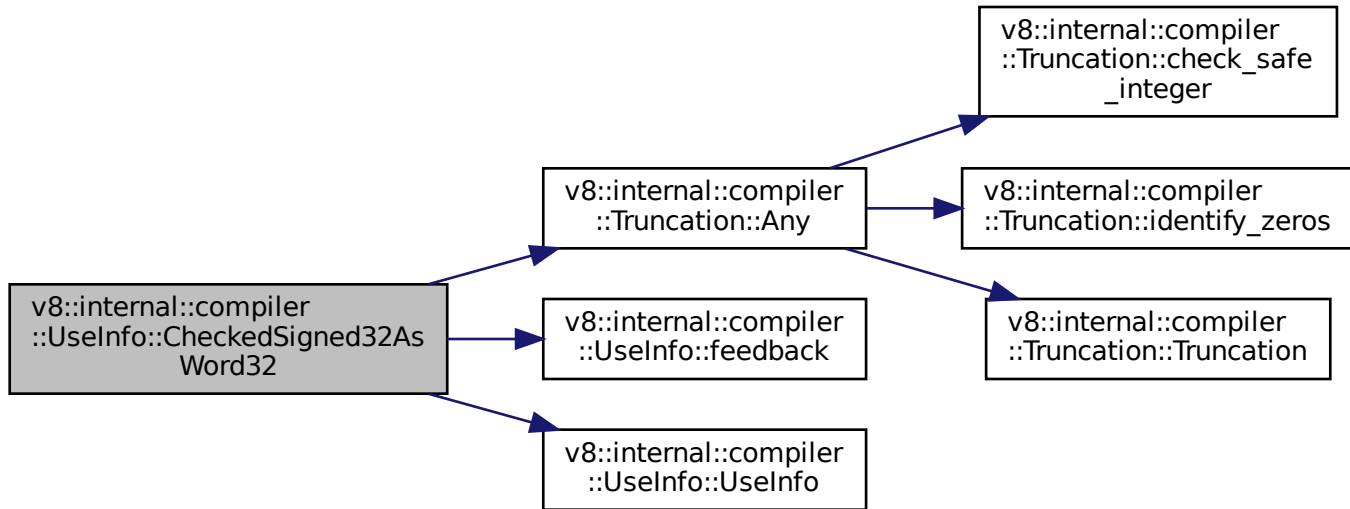 v8::internal::compiler
::UseInfo::CheckedSigned32As
Word32
v8::internal::compiler
::Truncation::Any
v8::internal::compiler
::UseInfo::feedback
v8::internal::compiler
::UseInfo::UseInfo
v8::internal::compiler
::Truncation::check_safe
_integer
v8::internal::compiler
::Truncation::identify_zeros
v8::internal::compiler
::Truncation::Truncation